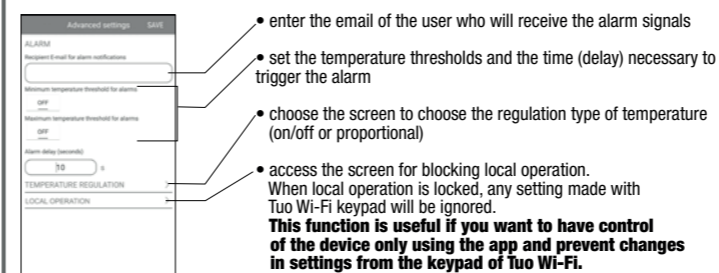 Advanced settings SAVE
ALARM
Recipient E-mail for alarm notifications
Minimum temperature threshold for alarms
OFF
Maximum temperature threshold for alarms
OFF
Alarm delay (seconds)
10 s
TEMPERATURE REGULATION
LOCAL OPERATION
• enter the email of the user who will receive the alarm signals
• set the temperature thresholds and the time (delay) necessary to
trigger the alarm
• choose the screen to choose the regulation type of temperature
(on/off or proportional)
• access the screen for blocking local operation.
When local operation is locked, any setting made with
Tuo Wi-Fi keypad will be ignored.
This function is useful if you want to have control
of the device only using the app and prevent changes
in settings from the keypad of Tuo Wi-Fi.